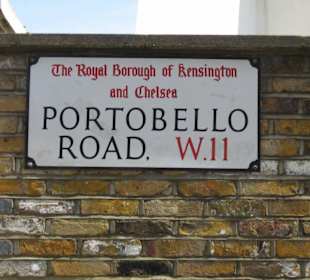 The Royal Borough of Kensington
and Chelsea
PORTOBELLO
ROAD. W.11